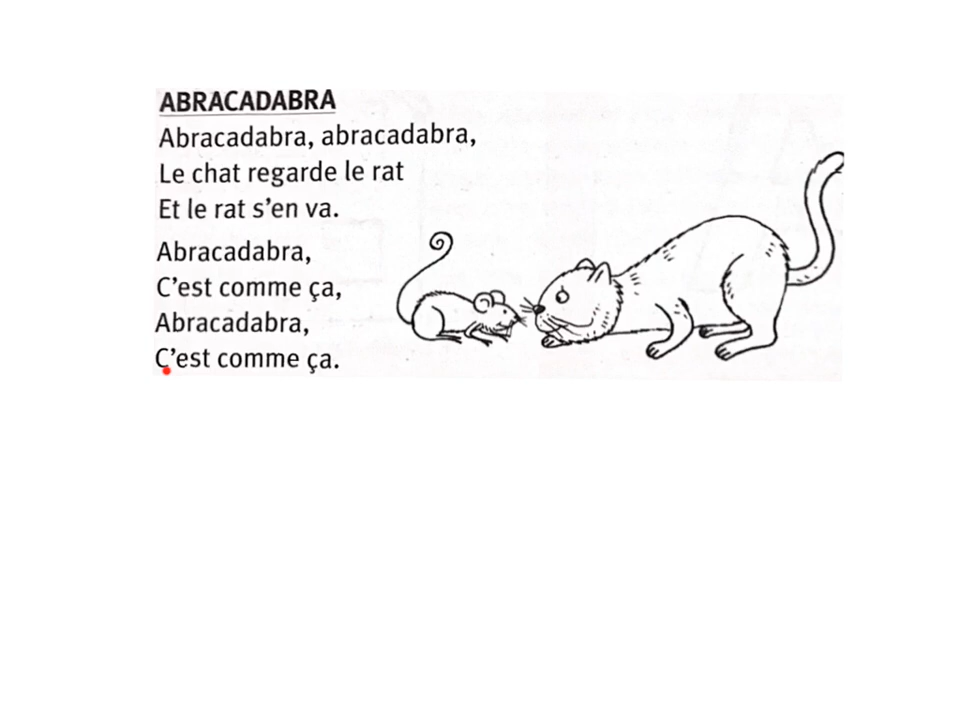 ABRACADABRA
Abracadabra, abracadabra,
Le chat regarde le rat
Et le rat s’en va.
Abracadabra,
C’est comme ça,
Abracadabra,
C’est comme ça.